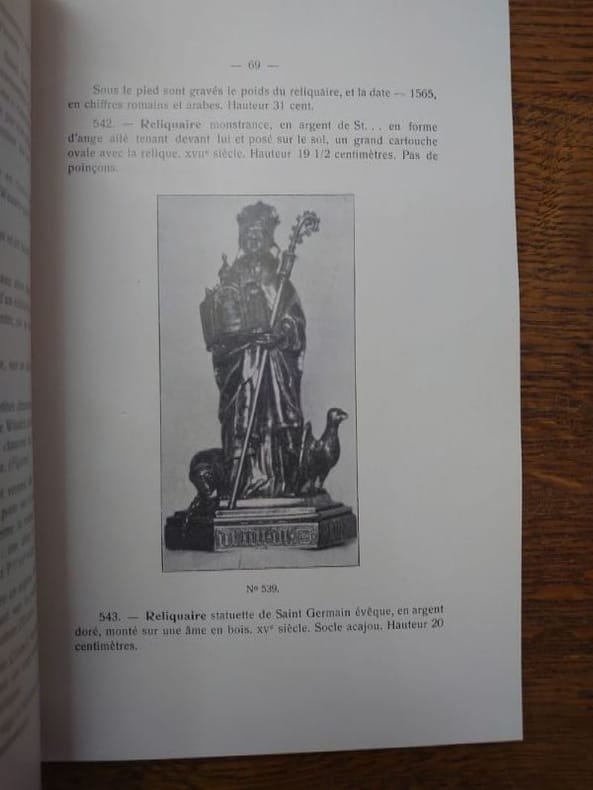 — 69 —
Sous le pied sont gravés le poids du reliquaire, et la date — 1565,
en chiffres romains et arabes. Hauteur 31 cent.
542. — Reliquaire monstrance, en argent de St. . . en forme
d'ange ailé tenant devant lui et posé sur le sol, un grand cartouche
ovale avec la relique. XVIIe siècle. Hauteur 19 1/2 centimètres. Pas de
poinçons.
No 539.
543. — Reliquaire statuette de Saint Germain évêque, en argent
doré, monté sur une âme en bois. XVe siècle. Socle acajou. Hauteur 20
centimètres.